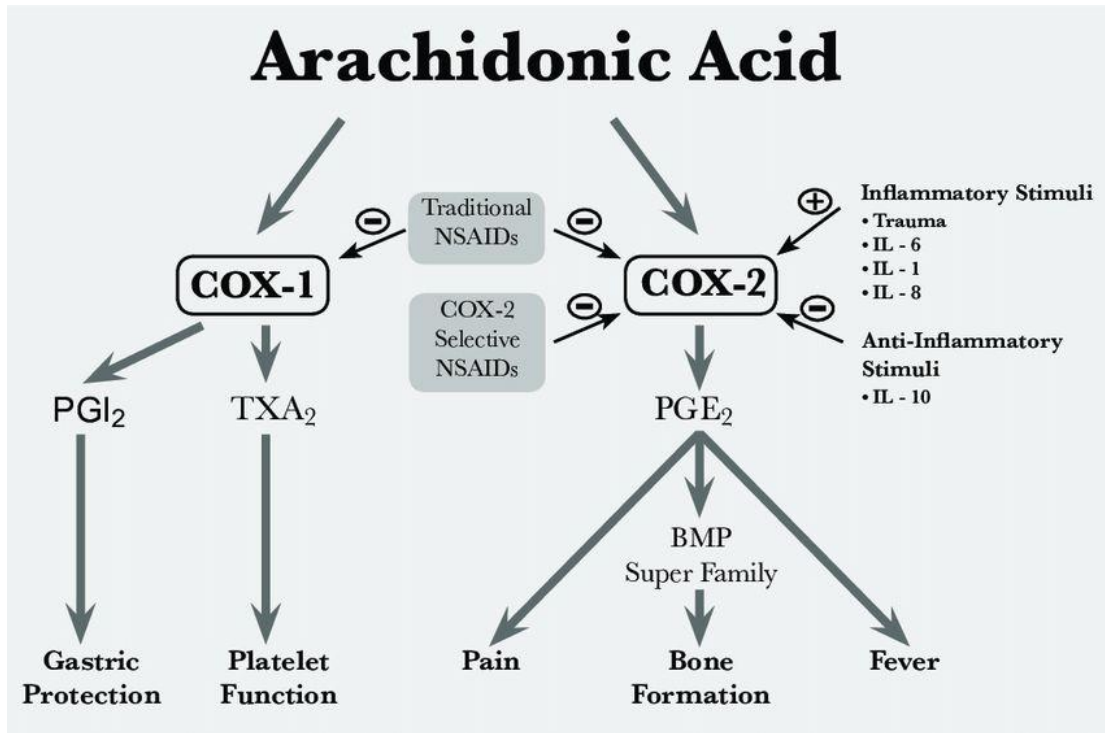 Arachidonic Acid
Traditional
NSAIDs
COX-2
Selective
NSAIDs
COX-1
COX-2
Inflammatory Stimuli
• Trauma
• IL - 6
• IL - 1
• IL - 8
Anti-Inflammatory
Stimuli
• IL - 10
PGI₂
TXA₂
PGE₂
BMP
Super Family
Gastric
Protection
Platelet
Function
Pain
Bone
Formation
Fever